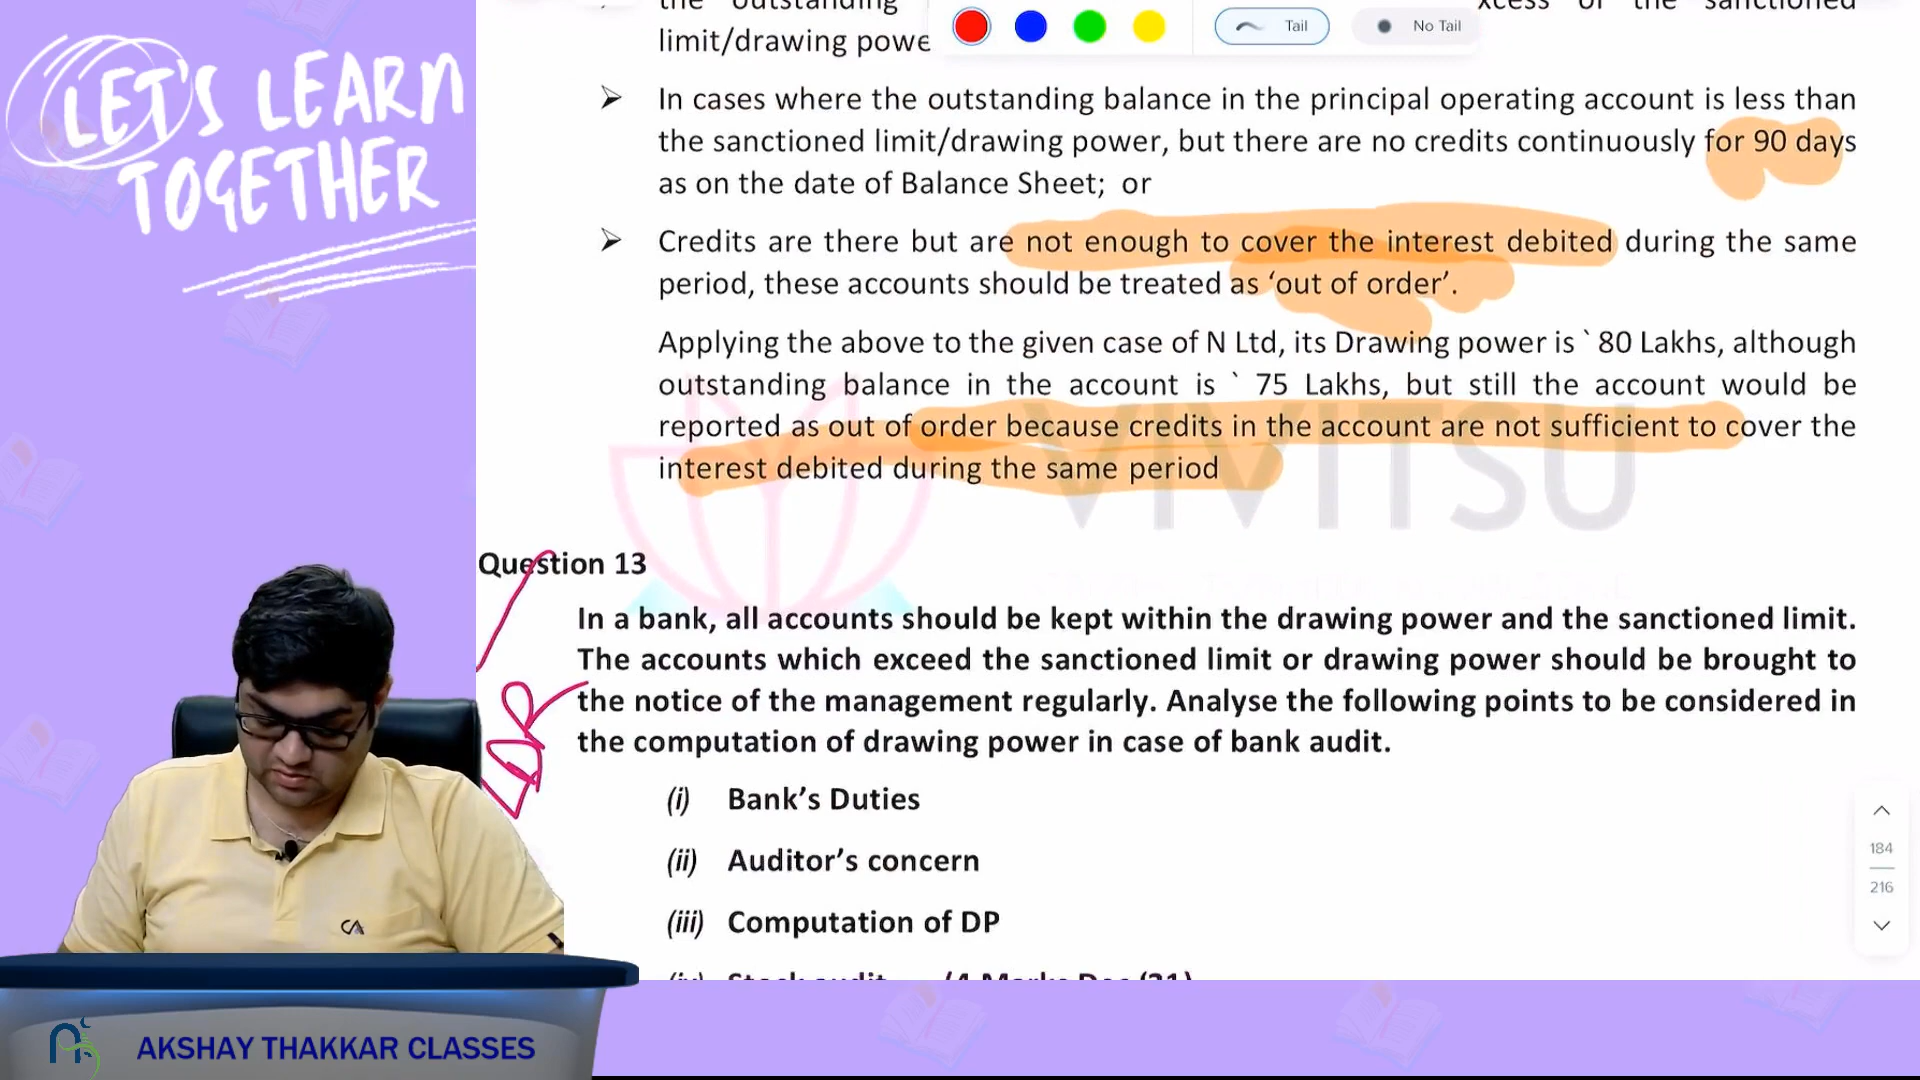 LET'S LEARN
TOGETHER
limit/drawing powe
Tail
No Tail
the outstanding
of the sanctioned
➢ In cases where the outstanding balance in the principal operating account is less than
the sanctioned limit/drawing power, but there are no credits continuously for 90 days
as on the date of Balance Sheet; or
➢ Credits are there but are not enough to cover the interest debited during the same
period, these accounts should be treated as ‘out of order’.
Applying the above to the given case of N Ltd, its Drawing power is ` 80 Lakhs, although
outstanding balance in the account is ` 75 Lakhs, but still the account would be
reported as out of order because credits in the account are not sufficient to cover the
interest debited during the same period
VIVITSU
Question 13
In a bank, all accounts should be kept within the drawing power and the sanctioned limit.
The accounts which exceed the sanctioned limit or drawing power should be brought to
the notice of the management regularly. Analyse the following points to be considered in
the computation of drawing power in case of bank audit.
(i) Bank’s Duties
(ii) Auditor’s concern
(iii) Computation of DP
184
216
CA
AKSHAY THAKKAR CLASSES